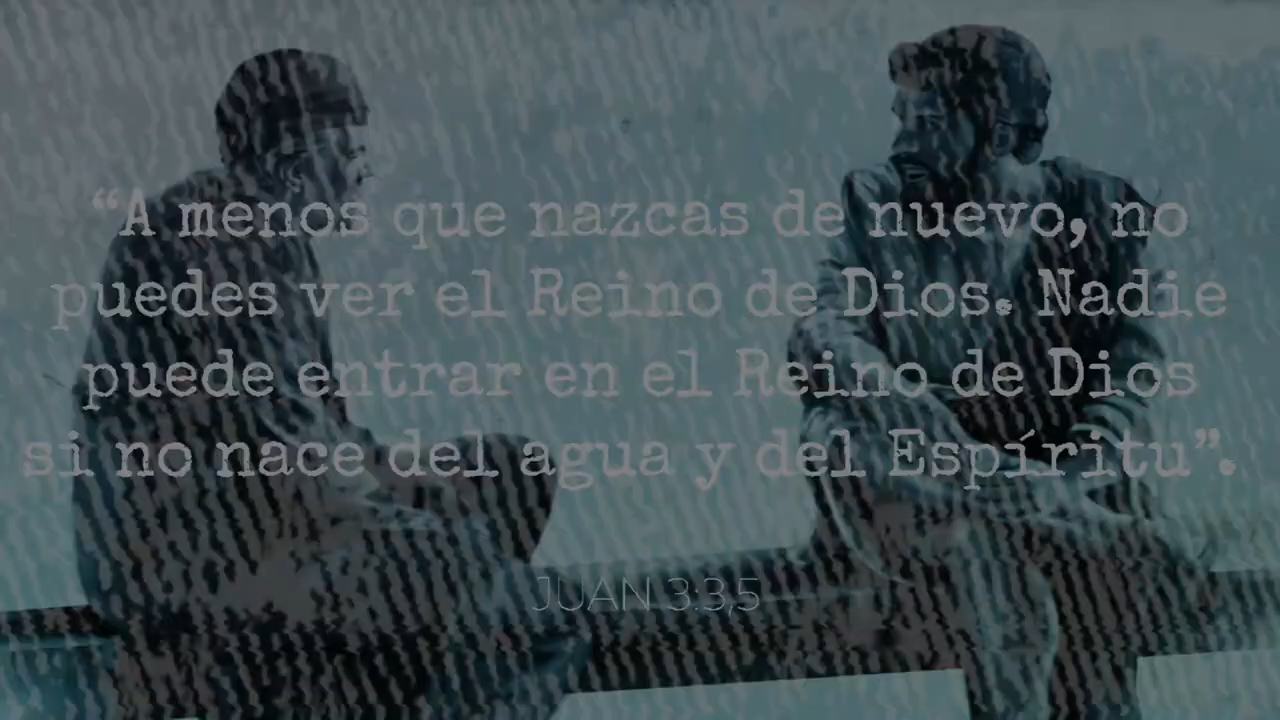 “A menos que nazcas de nuevo, no
puedes ver el Reino de Dios. Nadie
puede entrar en el Reino de Dios
si no nace del agua y del Espíritu”.
JUAN 3:3,5